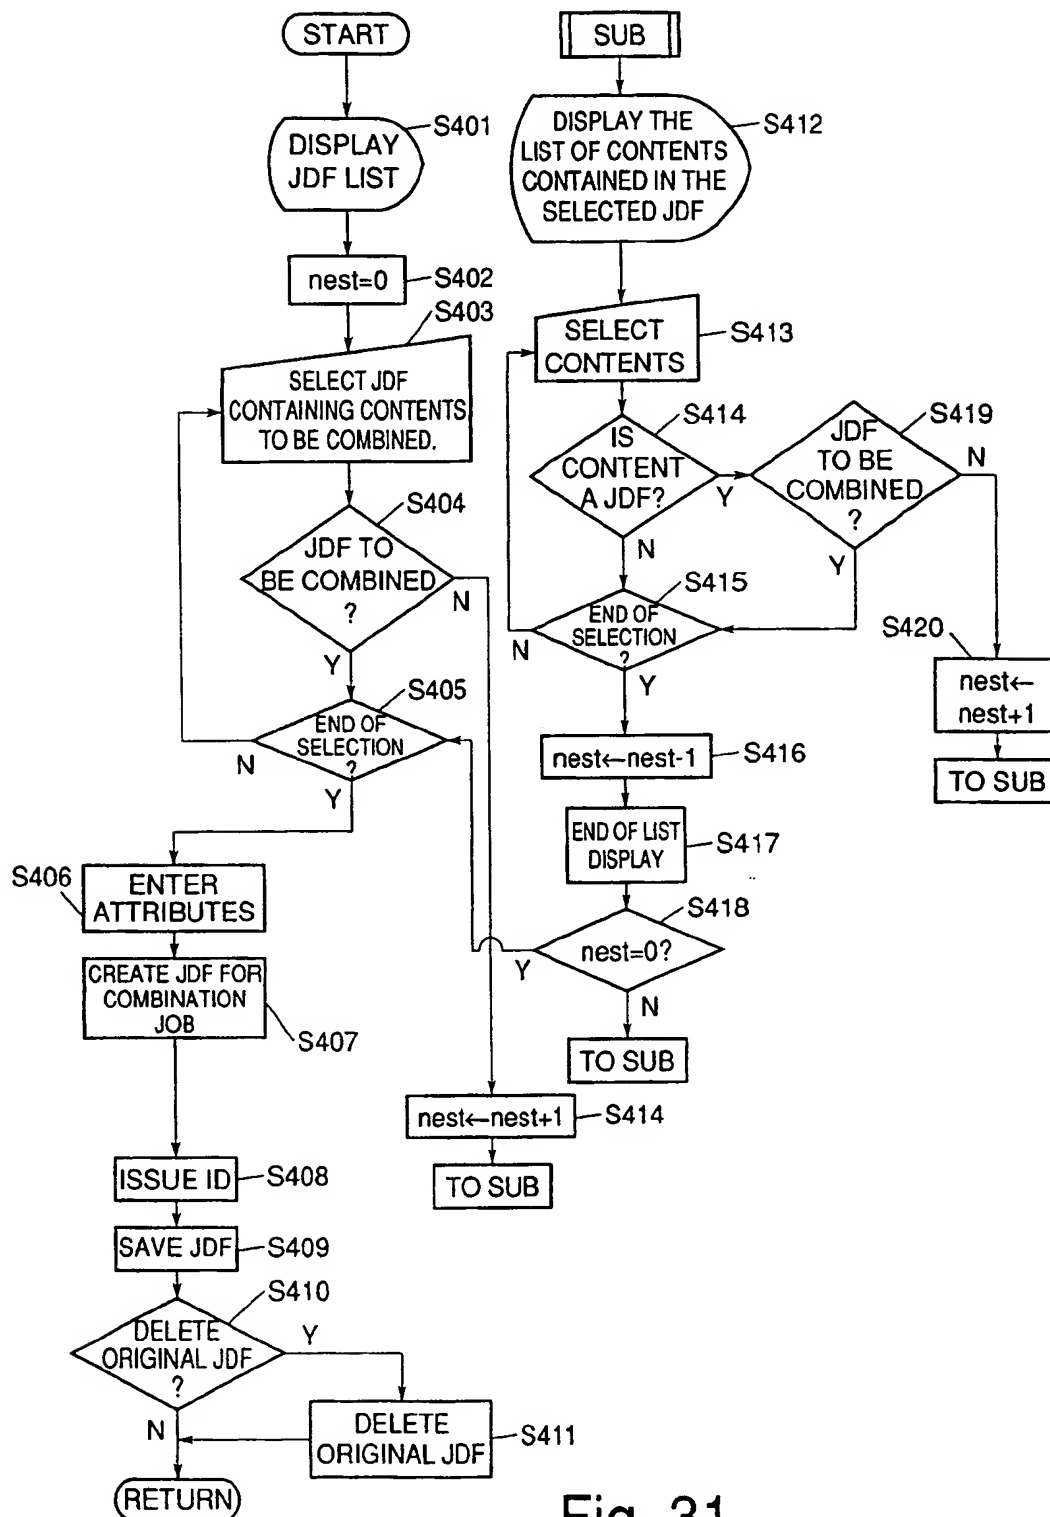 START
DISPLAY
JDF LIST
S401
nest=0
S402
S403
SELECT JDF
CONTAINING CONTENTS
TO BE COMBINED.
S404
JDF TO
BE COMBINED
?
N
Y
S405
END OF
SELECTION
?
N
Y
S406
ENTER
ATTRIBUTES
CREATE JDF FOR
COMBINATION
JOB
S407
ISSUE ID
S408
SAVE JDF
S409
S410
DELETE
ORIGINAL JDF
?
Y
N
DELETE
ORIGINAL JDF
S411
RETURN
nest←nest+1
S414
TO SUB
SUB
DISPLAY THE
LIST OF CONTENTS
CONTAINED IN THE
SELECTED JDF
S412
SELECT
CONTENTS
S413
S414
IS
CONTENT
A JDF?
Y
N
S419
JDF
TO BE
COMBINED
?
N
Y
S415
END OF
SELECTION
?
N
Y
S420
nest←
nest+1
TO SUB
nest←nest-1
S416
END OF LIST
DISPLAY
S417
S418
nest=0?
Y
N
TO SUB
Fig. 31